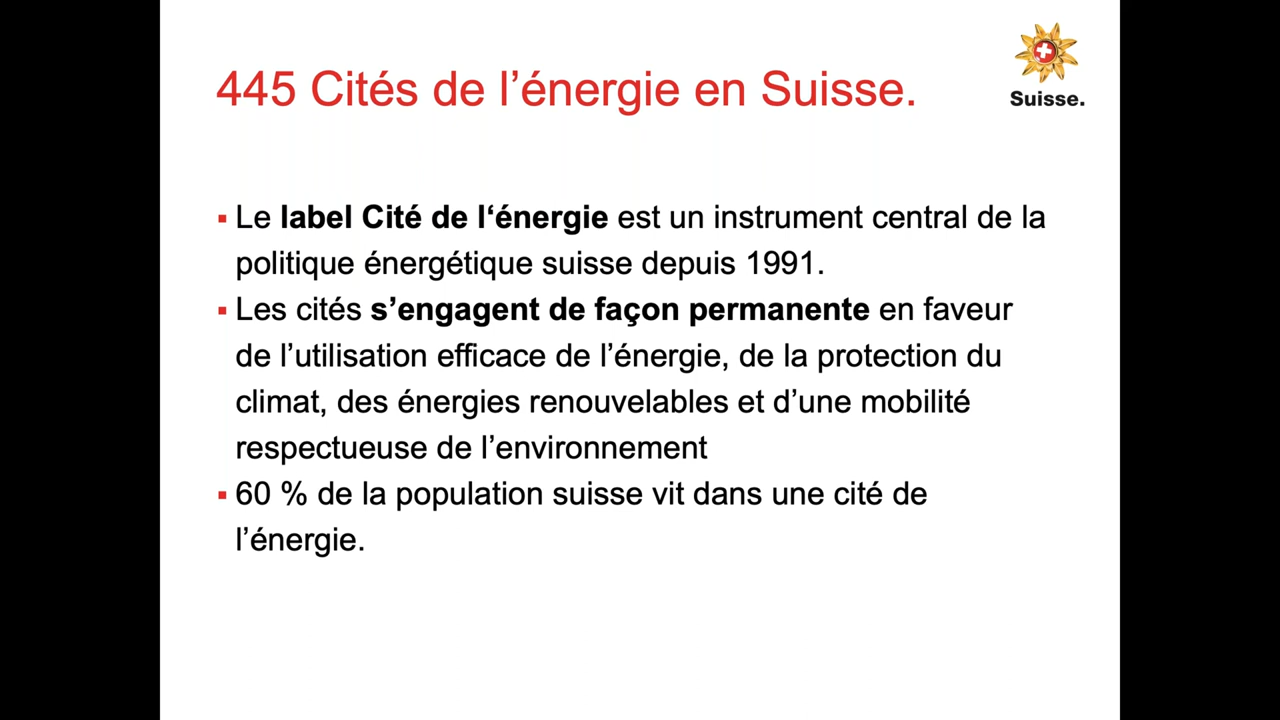 445 Cités de l’énergie en Suisse.
Suisse.
▪ Le label Cité de l‘énergie est un instrument central de la
politique énergétique suisse depuis 1991.
▪ Les cités s’engagent de façon permanente en faveur
de l’utilisation efficace de l’énergie, de la protection du
climat, des énergies renouvelables et d’une mobilité
respectueuse de l’environnement
▪ 60 % de la population suisse vit dans une cité de
l’énergie.